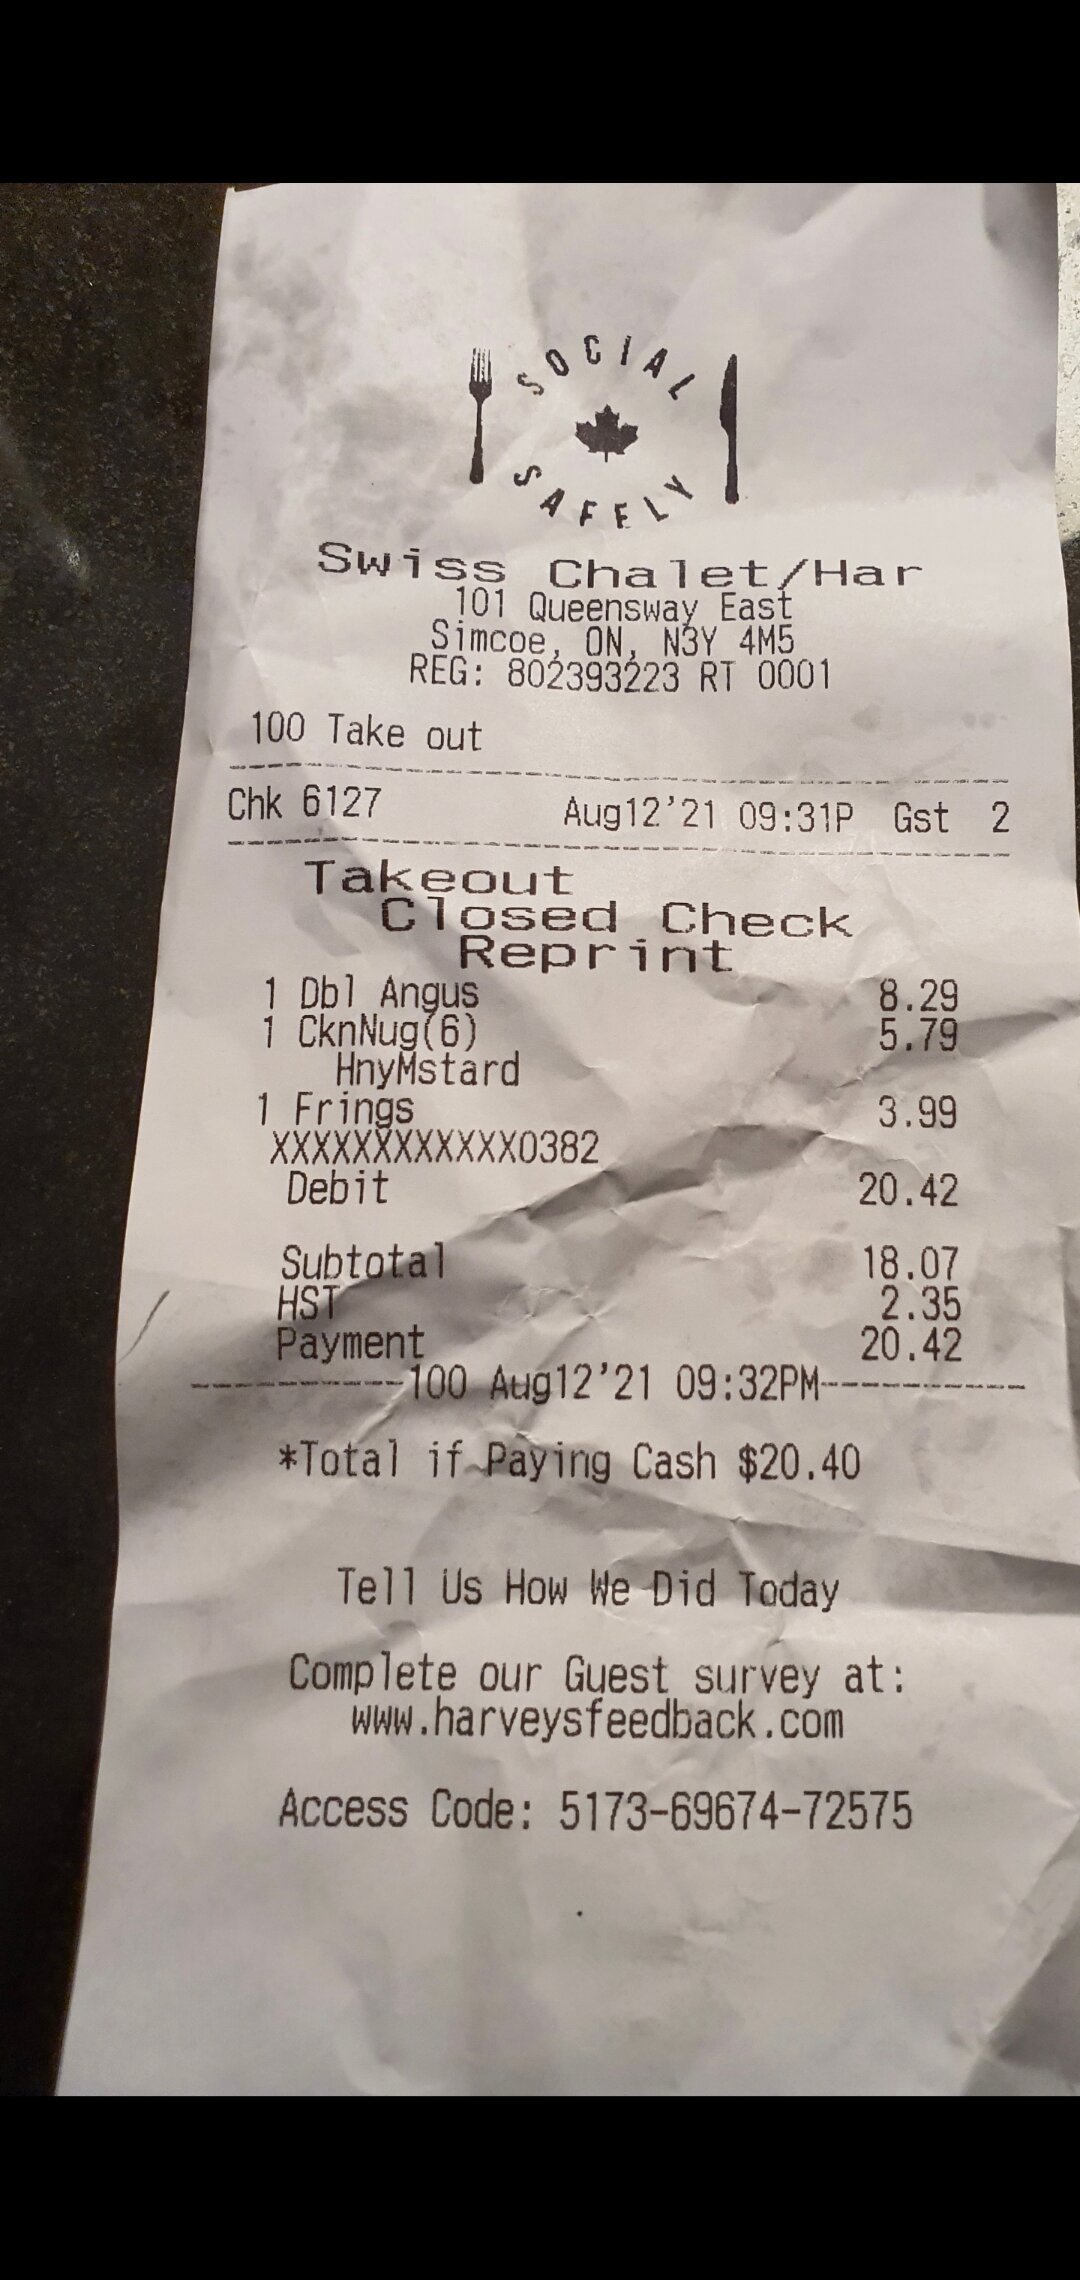 SOCIAL
SAFELY
Swiss Chalet/Har
101 Queensway East
Simcoe, ON, N3Y 4M5
REG: 802393223 RT 0001
100 Take out
Chk 6127 Aug12'21 09:31P Gst 2
Takeout
Closed Check
Reprint
1 Dbl Angus 8.29
1 CknNug(6) 5.79
HnyMstard
1 Frings 3.99
XXXXXXXXXXXX0382
Debit 20.42
Subtotal 18.07
HST 2.35
Payment 20.42
------------100 Aug12'21 09:32PM------------
*Total if Paying Cash $20.40
Tell Us How We Did Today
Complete our Guest survey at:
www.harveysfeedback.com
Access Code: 5173-69674-72575